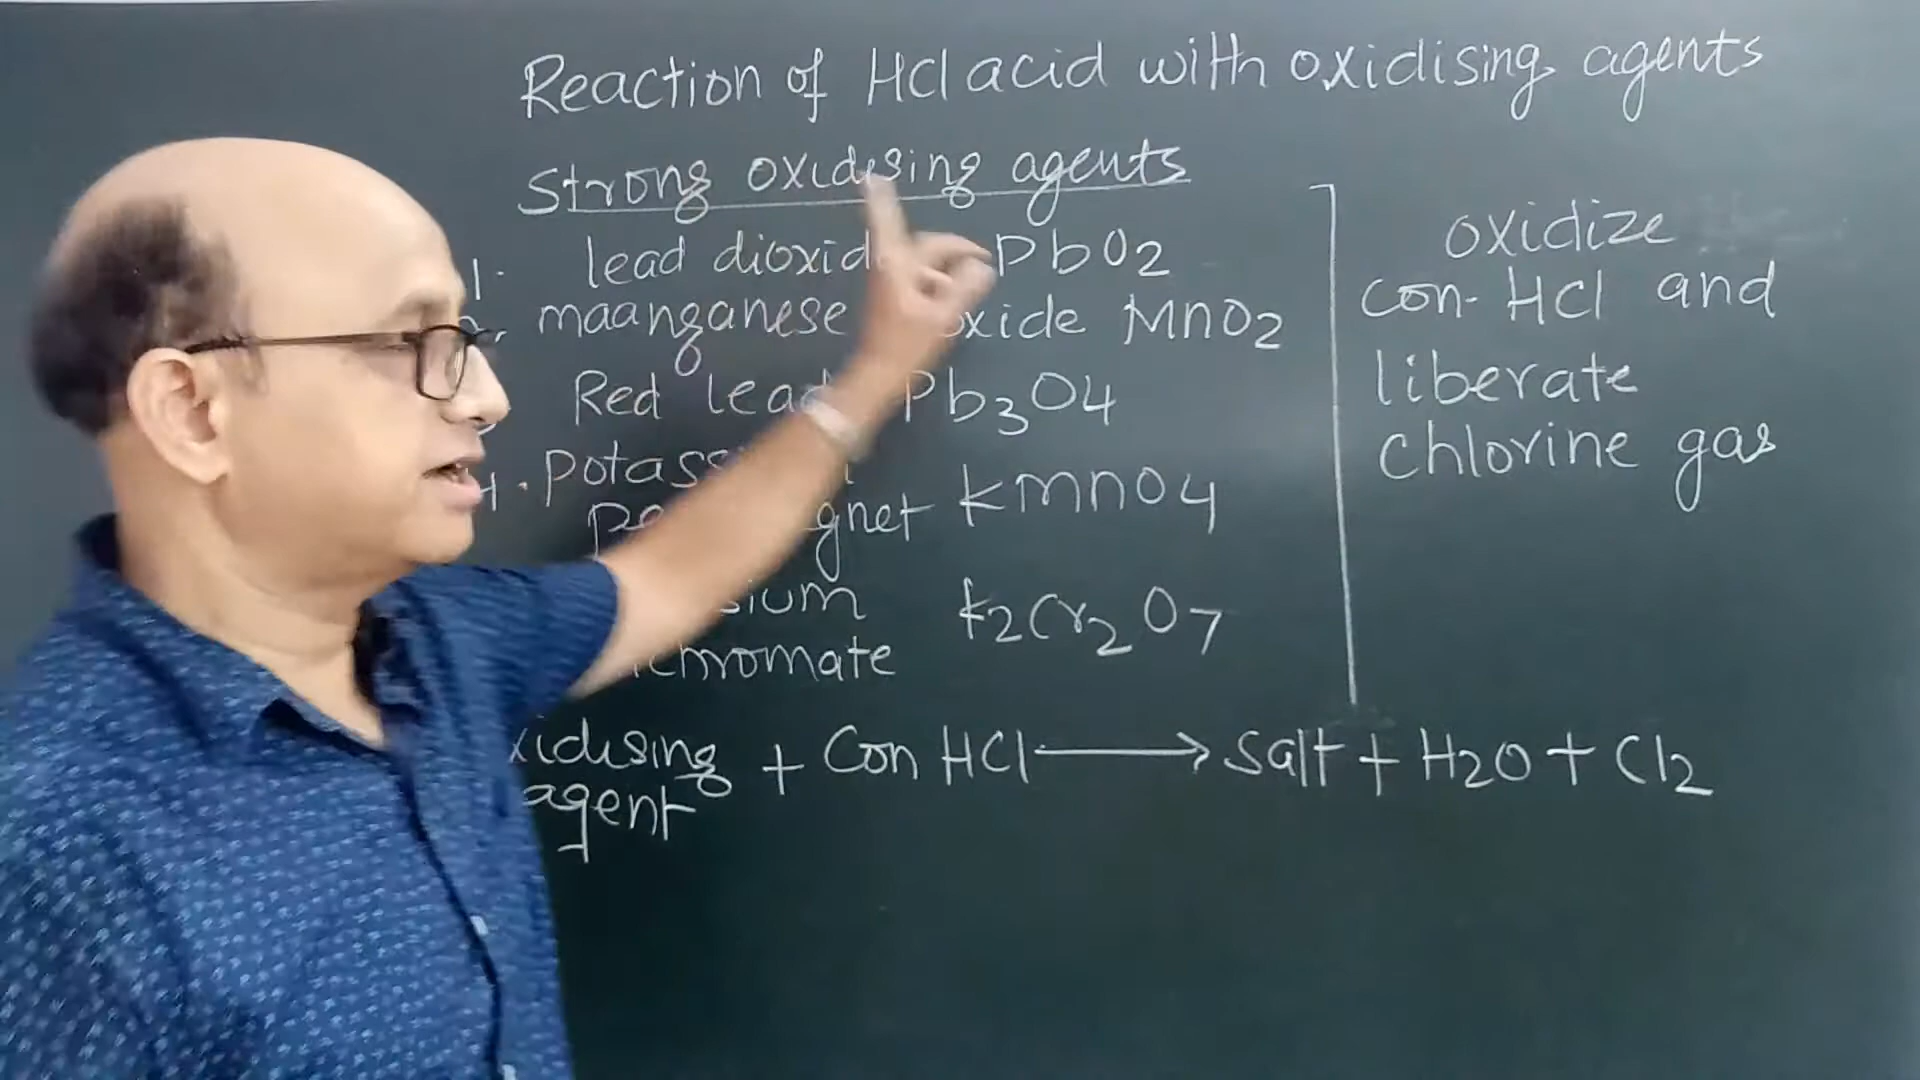 Reaction of HCl acid with oxidising agents
Strong oxidising agents
1. lead dioxid PbO2
maanganese oxide MnO2
Red lead Pb3O4
4. potass
gnet KMnO4
sium K2Cr2O7
ichromate
xidising + Con HCl → Salt + H2O + Cl2
agent
oxidize
con- HCl and
liberate
chlorine gas